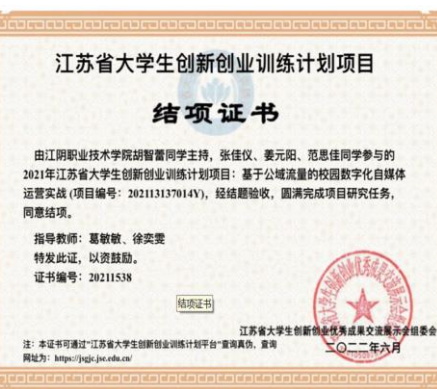 江苏省大学生创新创业训练计划项目
结项证书
由江阴职业技术学院胡智蕾同学主持，张佳仪、姜元阳、范思佳同学参与的
2021年江苏省大学生创新创业训练计划项目：基于公域流量的校园数字化自媒体
运营实战 (项目编号：202113137014Y)，经结题验收，圆满完成项目研究任务，
同意结项。
指导教师：葛敏敏、徐奕雯
特发此证，以资鼓励。
证书编号：20211538
结项证书
江苏省大学生创新创业优秀成果交流展示会组委会
注：本证书可通过“江苏省大学生创新创业训练计划平台”查询真伪，查询
二〇二二年六月
网址为：https://jsgjc.jse.edu.cn/